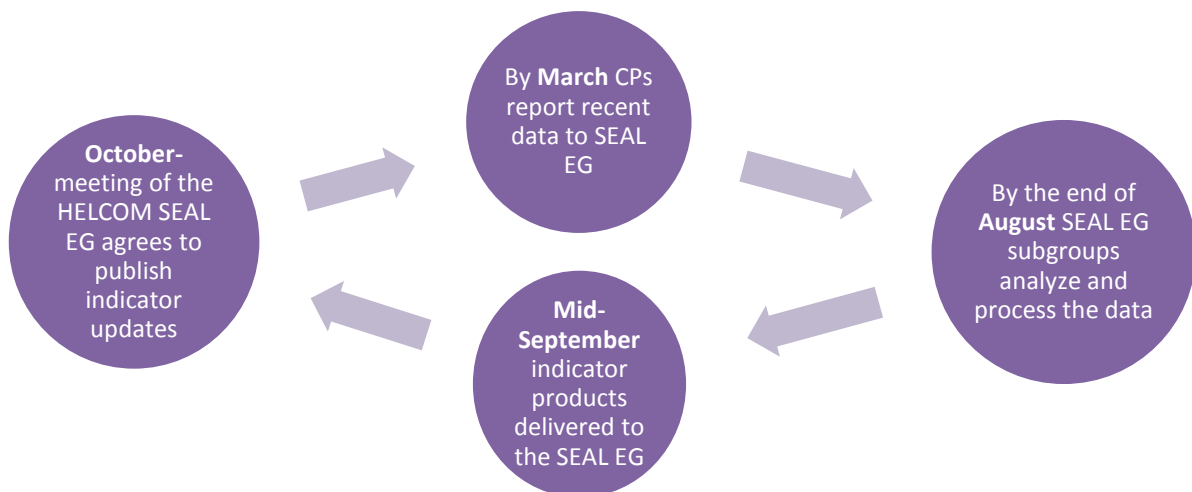 October-
meeting of the
HELCOM SEAL
EG agrees to
publish
indicator
updates
By March CPs
report recent
data to SEAL
EG
By the end of
August SEAL EG
subgroups
analyze and
process the data
Mid-
September
indicator
products
delivered to
the SEAL EG